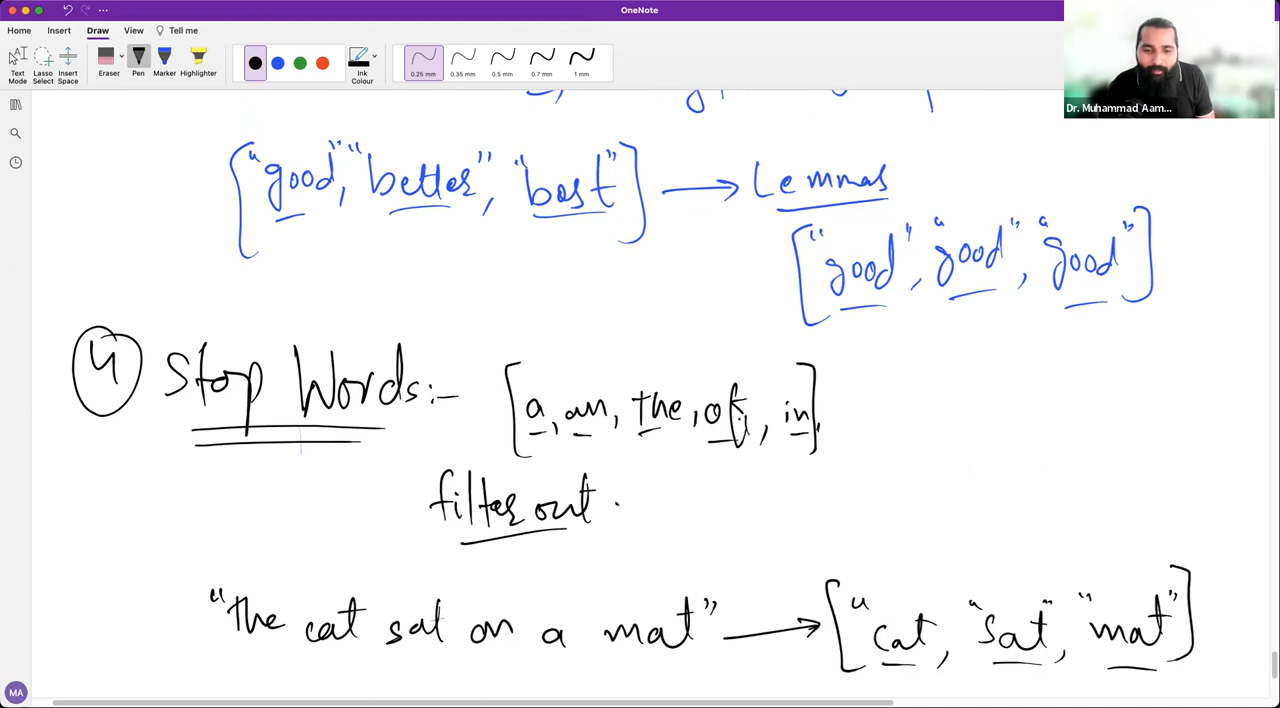 OneNote
Home Insert Draw View Tell me
Text Mode Lasso Select Insert Space Eraser Pen Marker Highlighter Ink Colour 0.25 mm 0.35 mm 0.5 mm 0.7 mm 1 mm
Dr. Muhammad Aam...
["good", "better", "best"] → Lemmas
["good", "good", "good"]
4 Stop Words:- [a, an, the, of, in].
filter out.
"the cat sat on a mat" → ["cat, "sat", "mat"]
MA